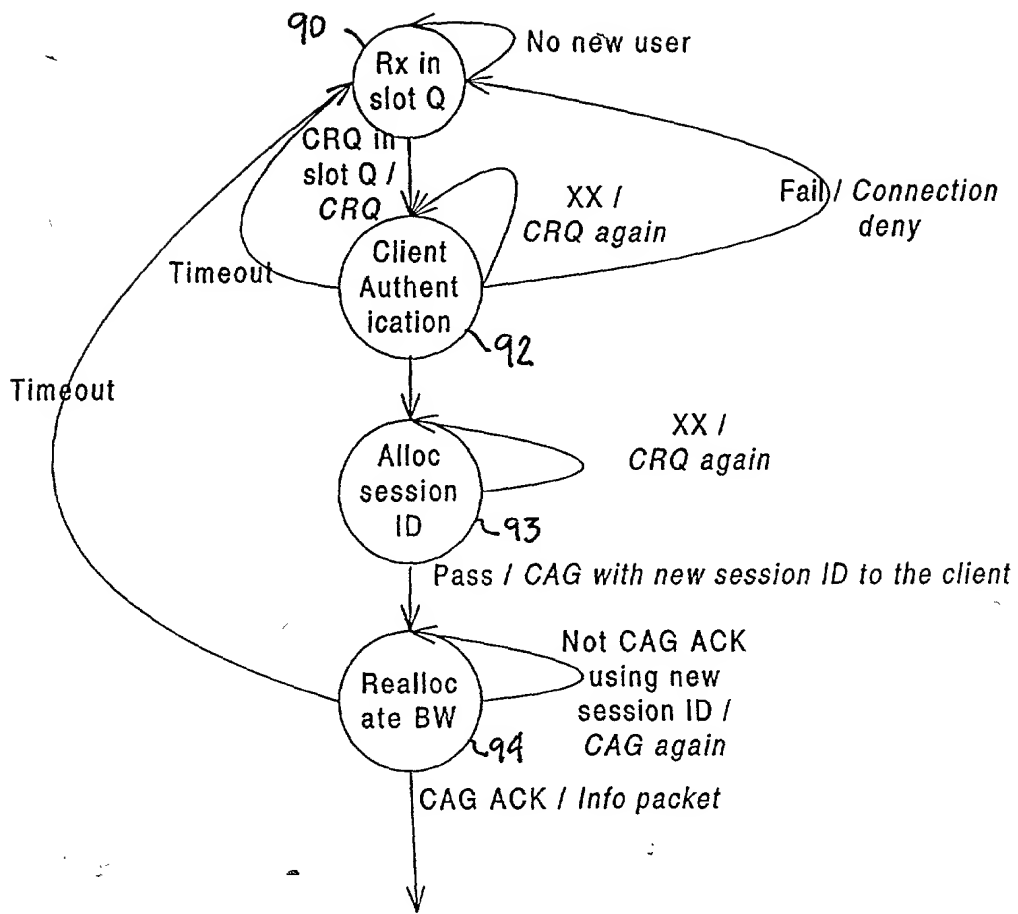 90
No new user
Rx in
slot Q
CRQ in
slot Q /
CRQ
XX /
CRQ again
Fail / Connection
deny
Timeout
Client
Authent
ication
92
Timeout
XX /
CRQ again
Alloc
session
ID
93
Pass / CAG with new session ID to the client
Not CAG ACK
using new
session ID /
CAG again
Realloc
ate BW
94
CAG ACK / Info packet